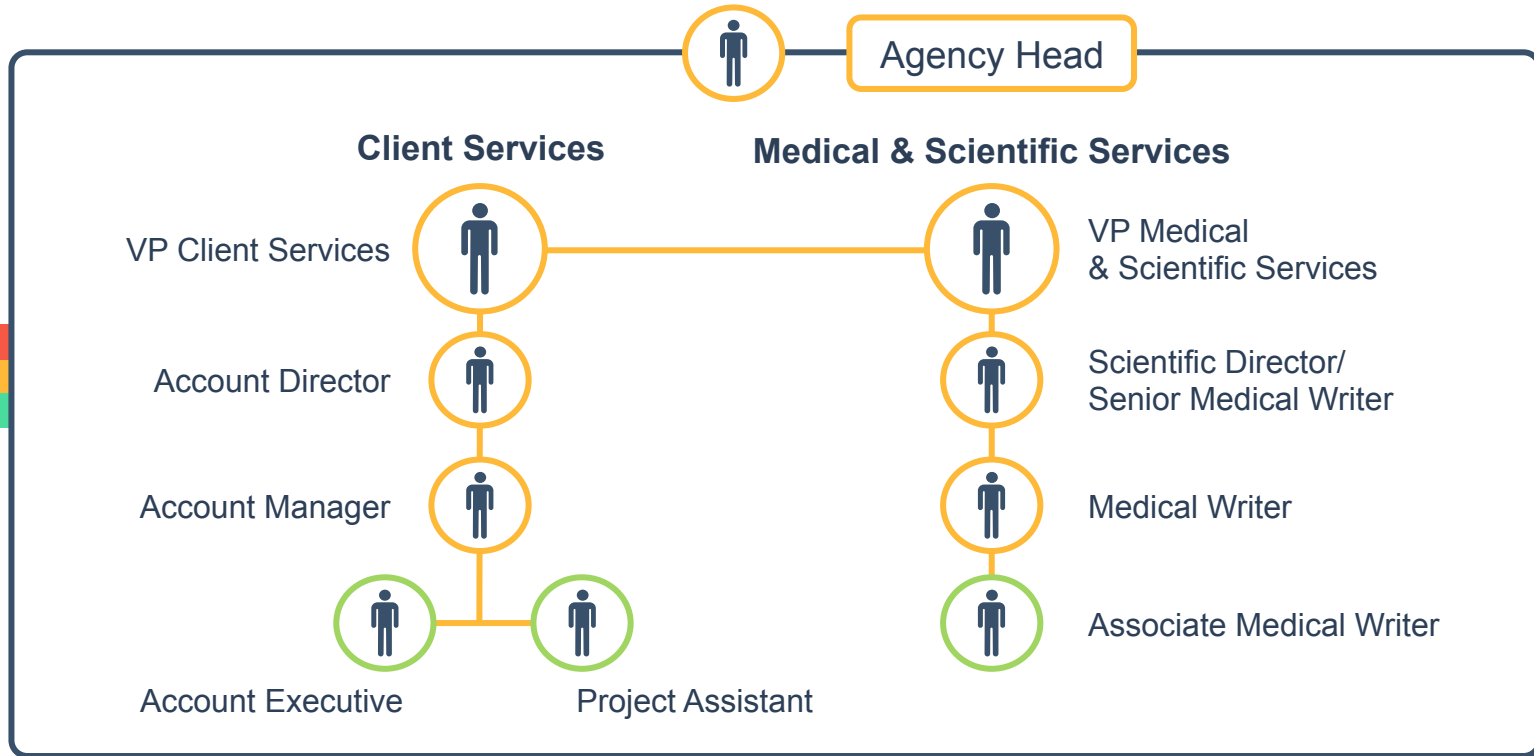 Agency Head
Client Services
Medical & Scientific Services
VP Client Services
VP Medical
& Scientific Services
Account Director
Scientific Director/
Senior Medical Writer
Account Manager
Medical Writer
Associate Medical Writer
Account Executive
Project Assistant